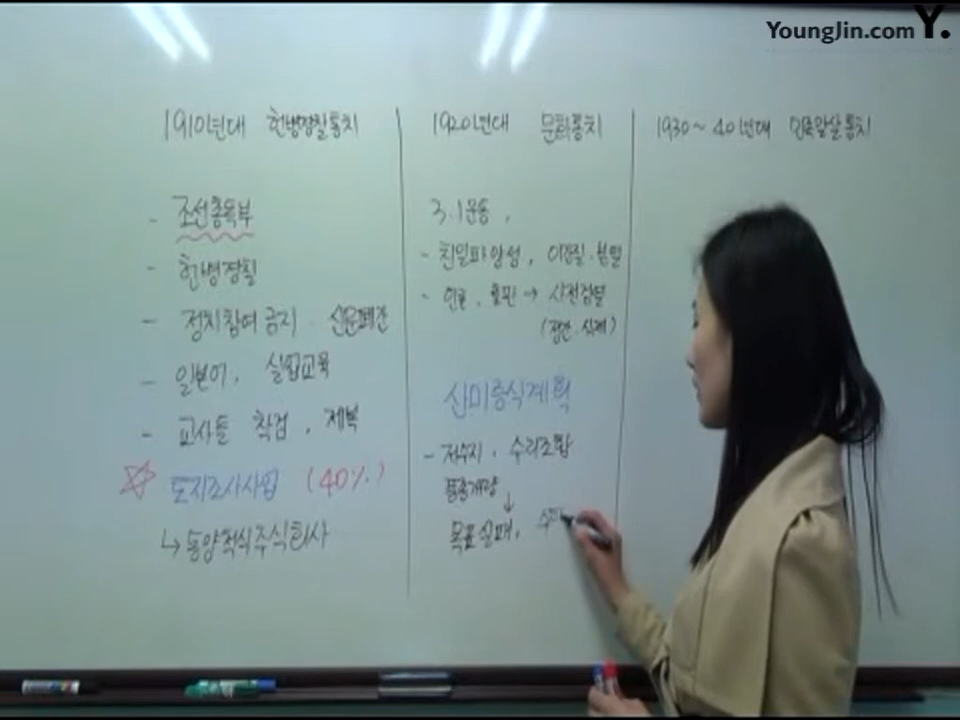 YoungJin.com Y.
1910년대 헌병경찰통치
- 조선총독부
- 헌병경찰
- 정치참여 금지 . 신문폐간
- 일본어, 실업교육
- 교사들 착검, 제복
☆ 토지조사사업 (40%)
↳ 동양척식주식회사
1920년대 문화통치
3.1운동,
- 친일파양성, 이간질.분열
- 언론, 출판 → 사전검열
(정간.삭제)
산미증식계획
- 저수지, 수리조합
품종개량
↓
목표실패,
1930~40년대 민족말살통치